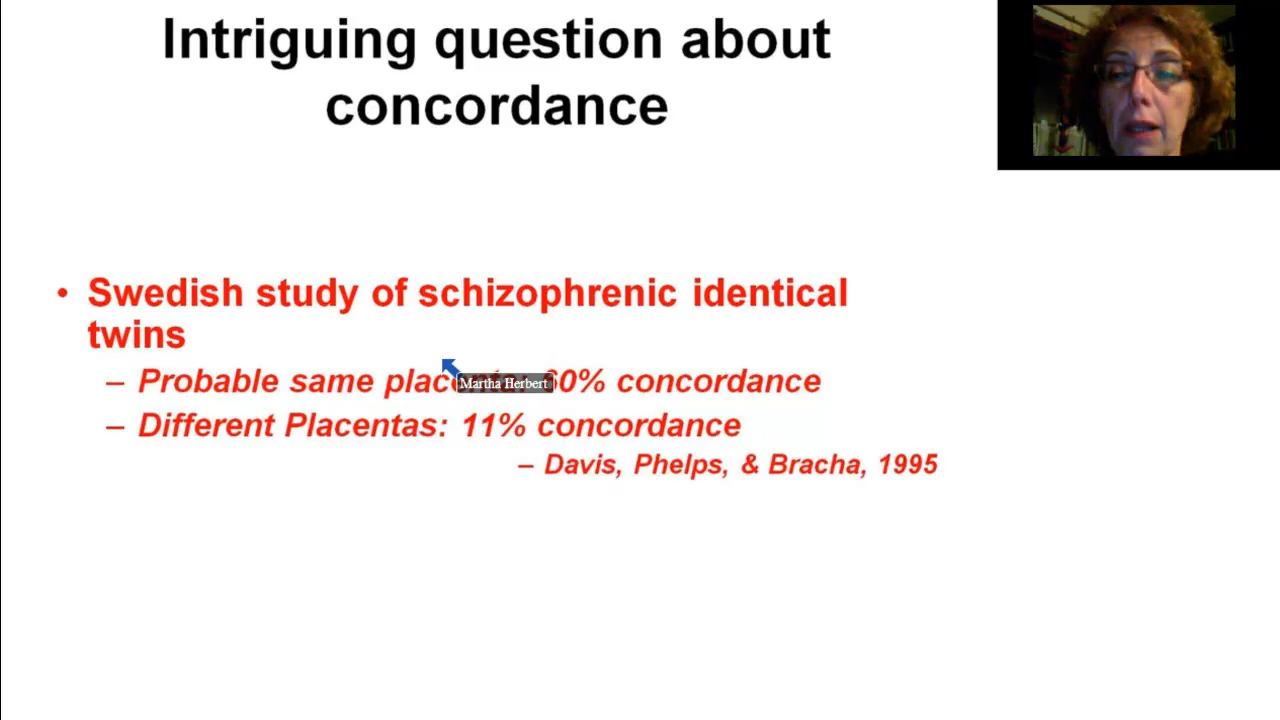 Intriguing question about
concordance
• Swedish study of schizophrenic identical
twins
– Probable same 60% concordance
Martha Herbert
– Different Placentas: 11% concordance
– Davis, Phelps, & Bracha, 1995